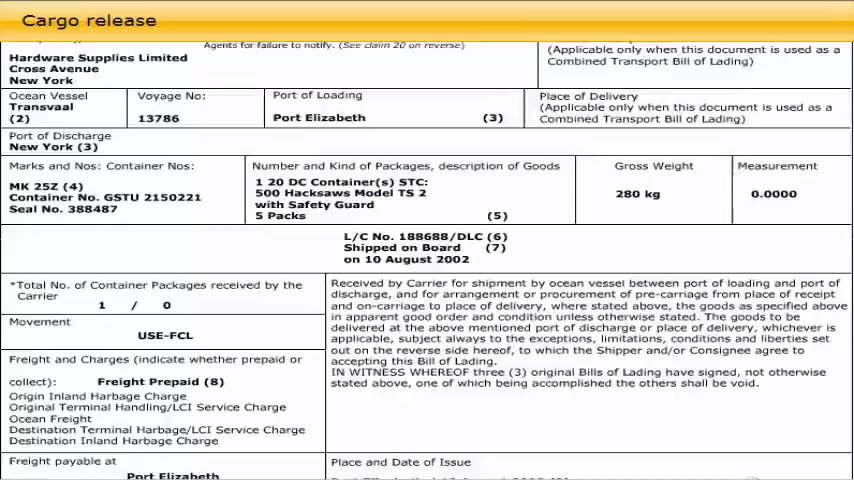 Cargo release
Agents for failure to notify. (See claim 20 on reverse)
Hardware Supplies Limited
Cross Avenue
New York
(Applicable only when this document is used as a
Combined Transport Bill of Lading)
Ocean Vessel
Transvaal
(2)
Voyage No:
13786
Port of Loading
Port Elizabeth (3)
Place of Delivery
(Applicable only when this document is used as a
Combined Transport Bill of Lading)
Port of Discharge
New York (3)
Marks and Nos: Container Nos:
MK 25Z (4)
Container No. GSTU 2150221
Seal No. 388487
Number and Kind of Packages, description of Goods
1 20 DC Container(s) STC:
500 Hacksaws Model TS 2
with Safety Guard
5 Packs (5)
Gross Weight
280 kg
Measurement
0.0000
L/C No. 188688/DLC (6)
Shipped on Board (7)
on 10 August 2002
*Total No. of Container Packages received by the
Carrier
1 / 0
Movement
USE-FCL
Freight and Charges (indicate whether prepaid or
collect): Freight Prepaid (8)
Origin Inland Harbage Charge
Original Terminal Handling/LCI Service Charge
Ocean Freight
Destination Terminal Harbage/LCI Service Charge
Destination Inland Harbage Charge
Received by Carrier for shipment by ocean vessel between port of loading and port of
discharge, and for arrangement or procurement of pre-carriage from place of receipt
and on-carriage to place of delivery, where stated above, the goods as specified above
in apparent good order and condition unless otherwise stated. The goods to be
delivered at the above mentioned port of discharge or place of delivery, whichever is
applicable, subject always to the exceptions, limitations, conditions and liberties set
out on the reverse side hereof, to which the Shipper and/or Consignee agree to
accepting this Bill of Lading.
IN WITNESS WHEREOF three (3) original Bills of Lading have signed, not otherwise
stated above, one of which being accomplished the others shall be void.
Freight payable at
Port Elizabeth
Place and Date of Issue